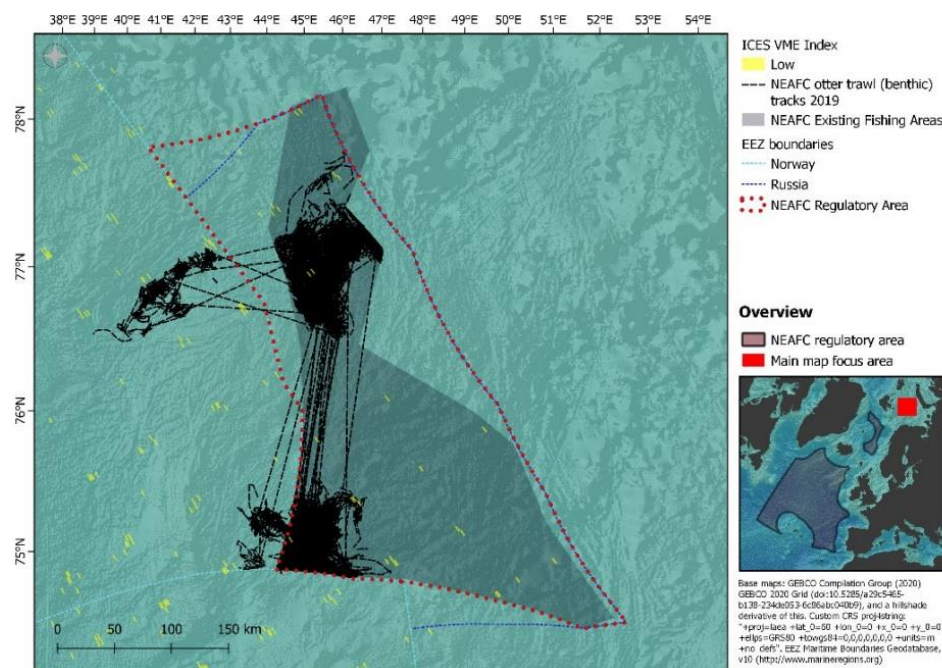 38°E 39°E 40°E 41°E 42°E 43°E 44°E 45°E 46°E 47°E 48°E 49°E 50°E 51°E 52°E 53°E 54°E
78°N
77°N
76°N
75°N
0 50 100 150 km
ICES VME Index
Low
NEAFC otter trawl (benthic)
tracks 2019
NEAFC Existing Fishing Areas
EEZ boundaries
Norway
Russia
NEAFC Regulatory Area
Overview
NEAFC regulatory area
Main map focus area
Base maps: GEBCO Compilation Group (2020)
GEBCO 2020 Grid (doi:10.5285/a29c5465-
b138-234de053-6c86abc040b9), and a hillshade
derivative of this. Custom CRS projstring:
"+proj=laea +lat_0=60 +lon_0=0 +x_0=0 +y_0=0
+ellps=GRS80 +towgs84=0,0,0,0,0,0,0 +units=m
+no_defs". EEZ Maritime Boundaries Geodatabase,
v10 (http://www.marineregions.org)